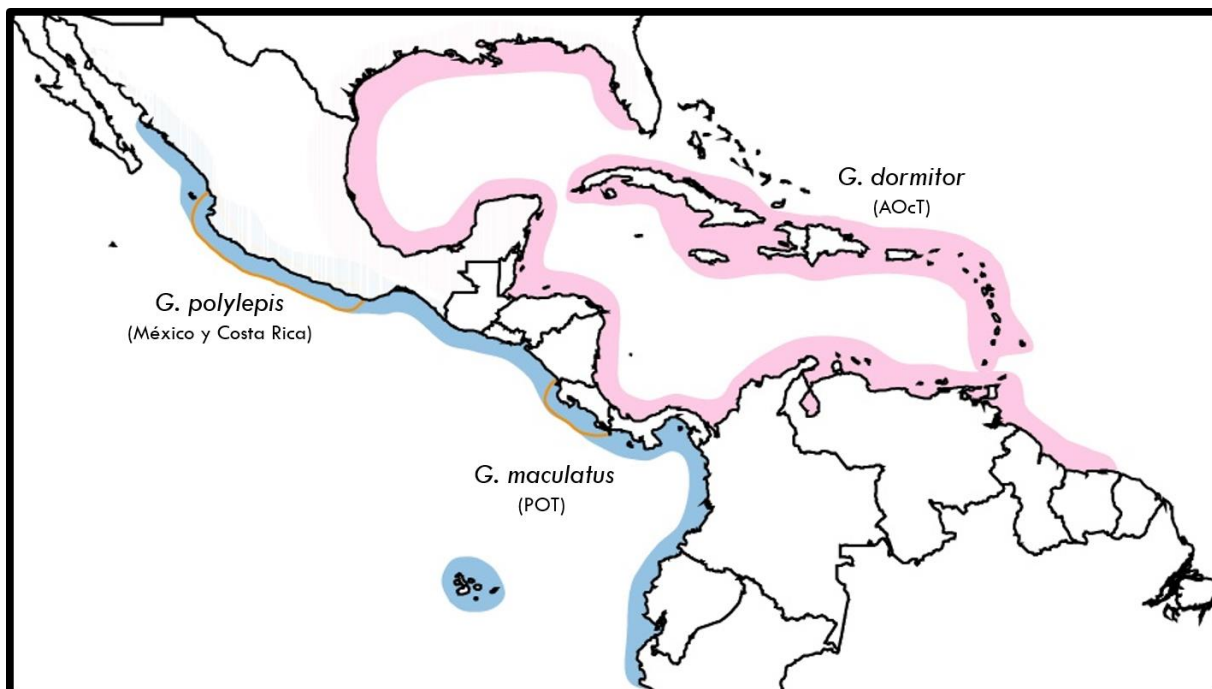 G. dormitor
(AOcT)
G. polylepis
(México y Costa Rica)
G. maculatus
(POT)